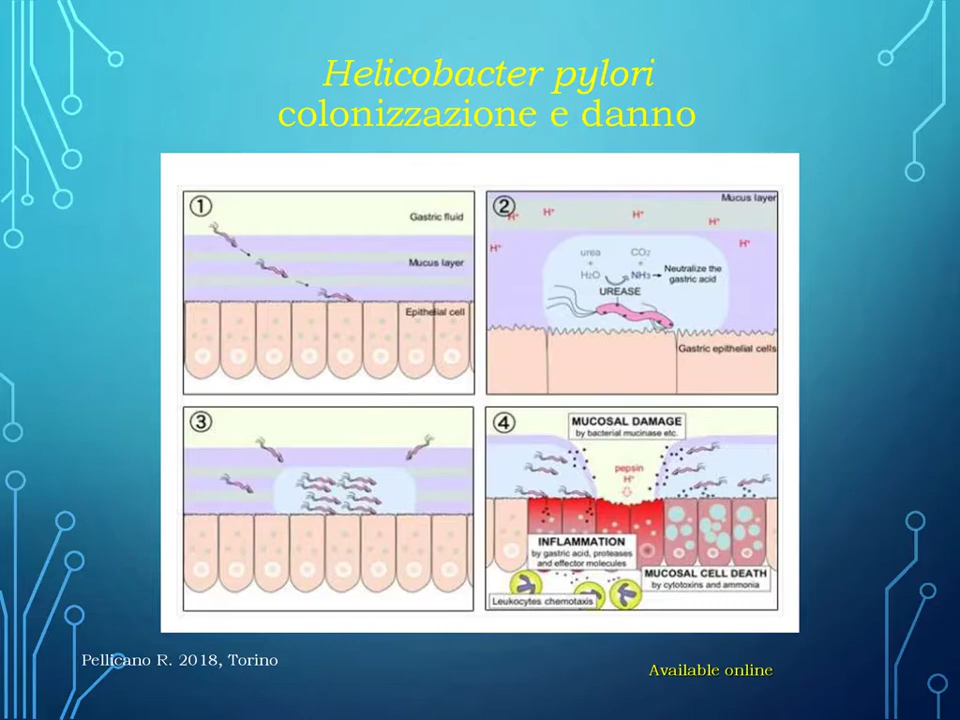 Helicobacter pylori
colonizzazione e danno
①
Gastric fluid
Mucus layer
Epithelial cell
②
Mucus layer
H⁺
H⁺
H⁺
H⁺
H⁺
H⁺
urea
+
H₂O
CO₂
+
NH₃
Neutralize the
gastric acid
UREASE
Gastric epithelial cells
③
④
MUCOSAL DAMAGE
by bacterial mucinase etc.
pepsin
H⁺
INFLAMMATION
by gastric acid, proteases
and effector molecules
MUCOSAL CELL DEATH
by cytotoxins and ammonia
Leukocytes chemotaxis
Pellicano R. 2018, Torino
Available online